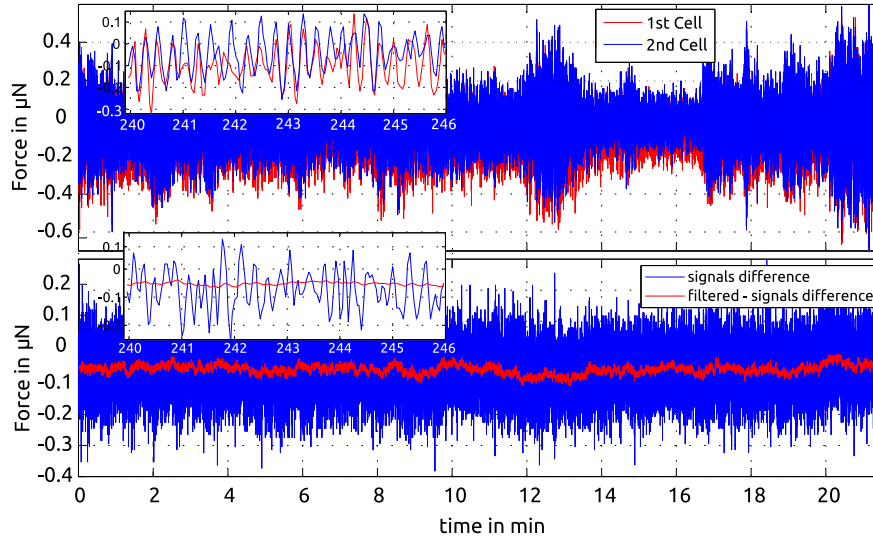 0.4
0.2
0
-0.2
-0.4
-0.6
Force in µN
0.1
0
-0.1
-0.2
-0.3
240 241 242 243 244 245 246
1st Cell
2nd Cell
0.2
0.1
0
-0.1
-0.2
-0.3
0.4
Force in µN
0.1
0
-0.1
-0.2
240 241 242 243 244 245 246
signals difference
filtered - signals difference
0 2 4 6 8 10 12 14 16 18 20
time in min